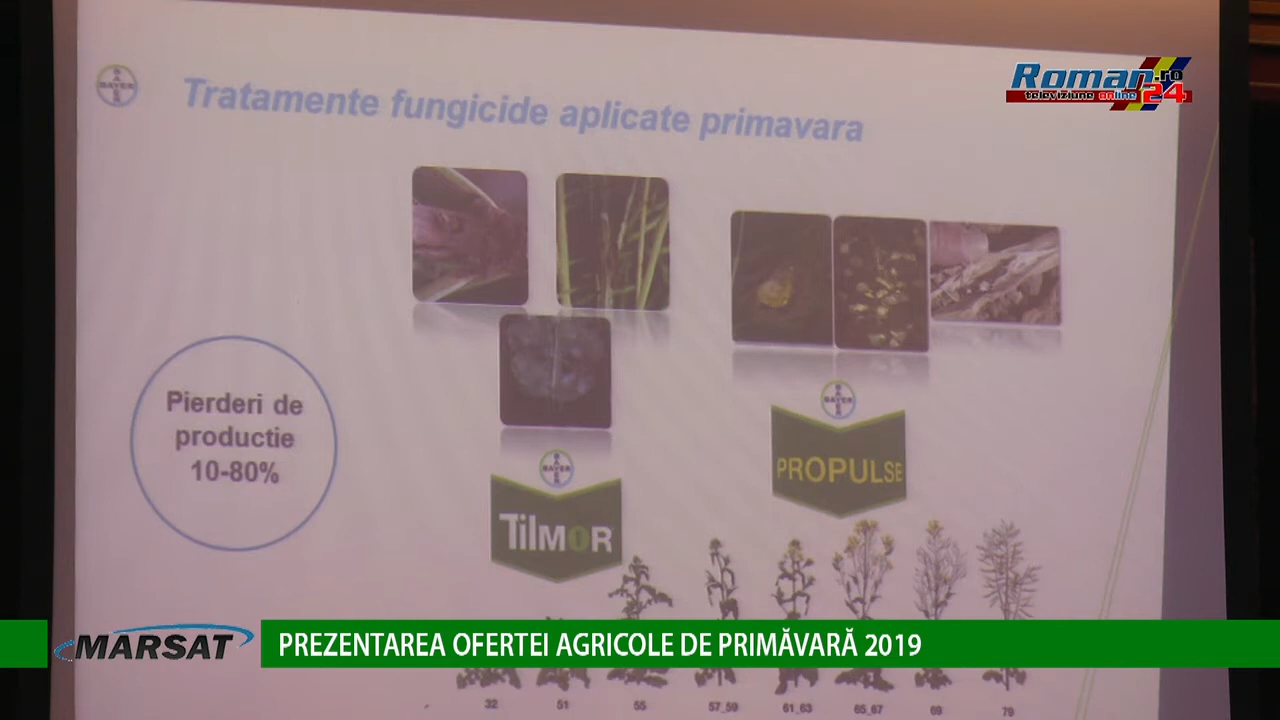 BAYER
Tratamente fungicide aplicate primavara
Roman.ro
televiziune online 24
Pierderi de
productie
10-80%
BAYER
TilMOR
BAYER
PROPULSE
MARSAT
PREZENTAREA OFERTEI AGRICOLE DE PRIMĂVARĂ 2019
32 51 55 57_59 61_63 65_67 69 79